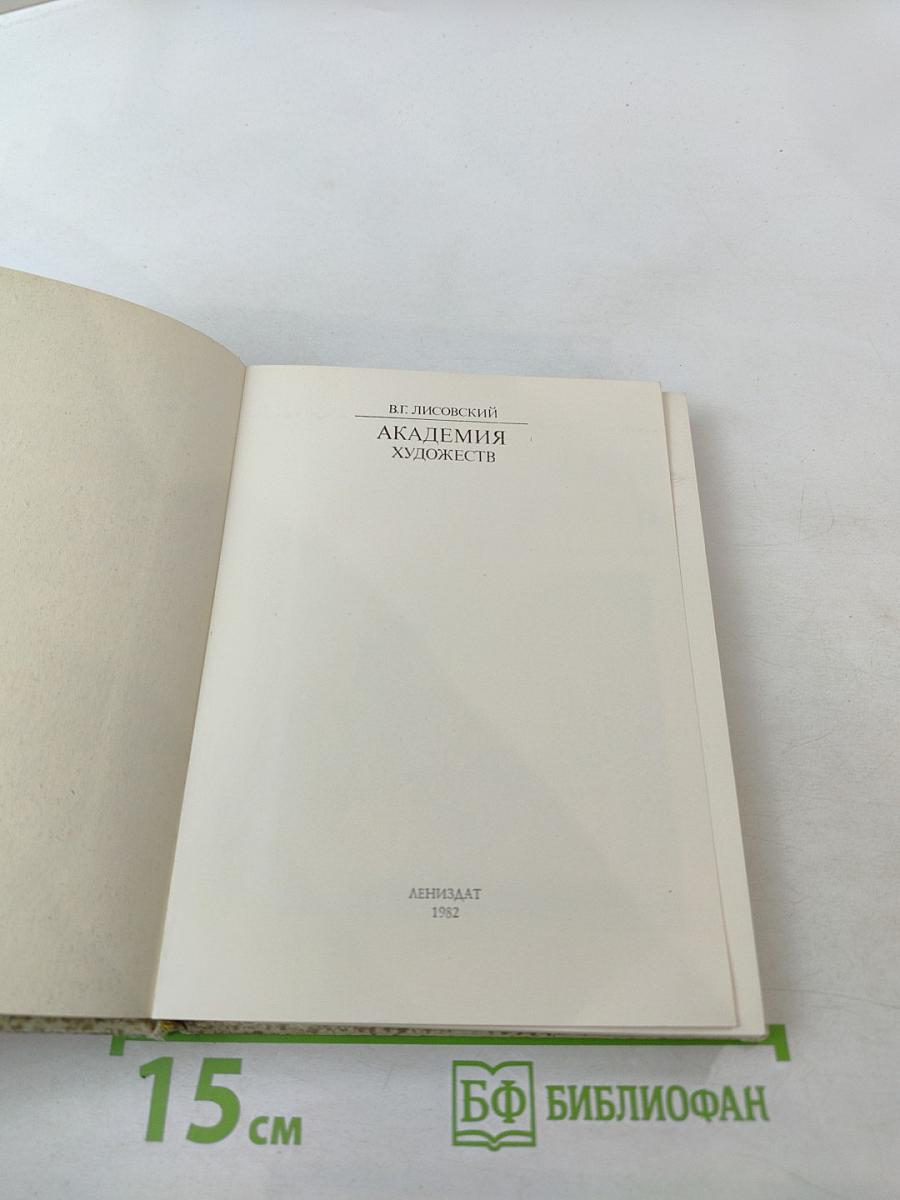 В.Г. ЛИСОВСКИЙ
АКАДЕМИЯ
ХУДОЖЕСТВ
ЛЕНИЗДАТ
1982
15 см
БФ БИБЛИОФАН